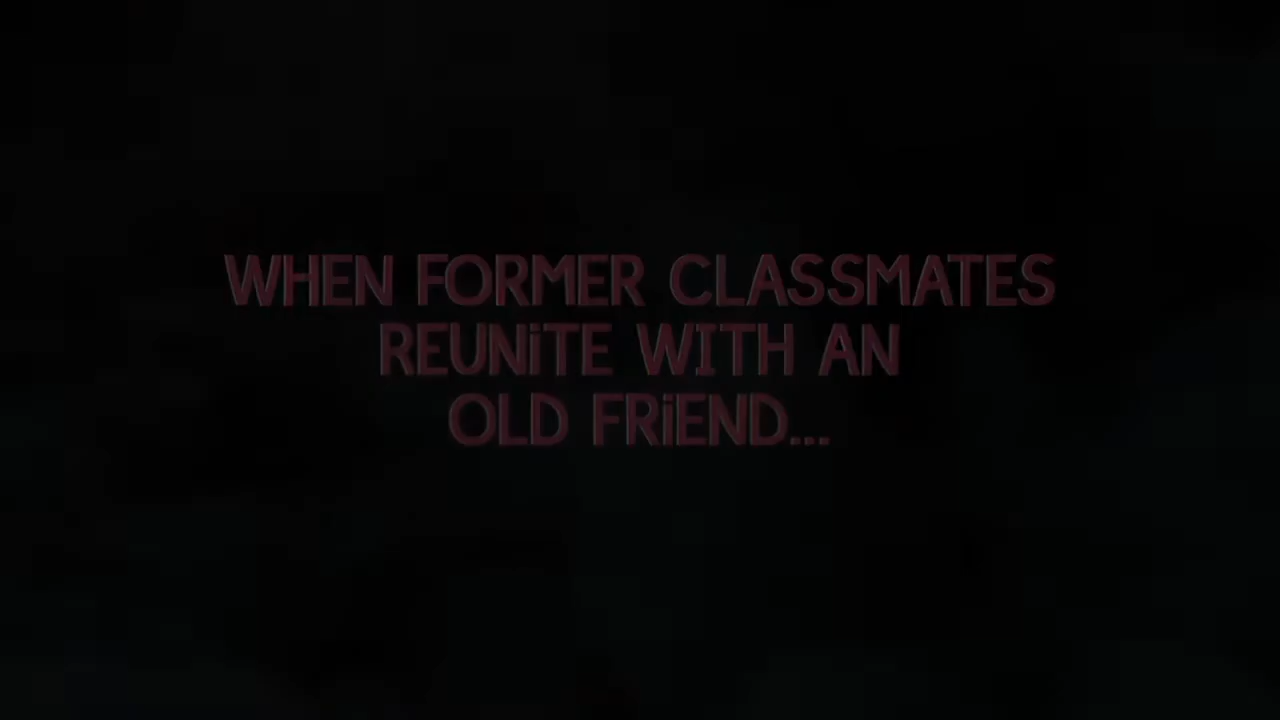 WHEN FORMER CLASSMATES
REUNiTE WITH AN
OLD FRiEND...